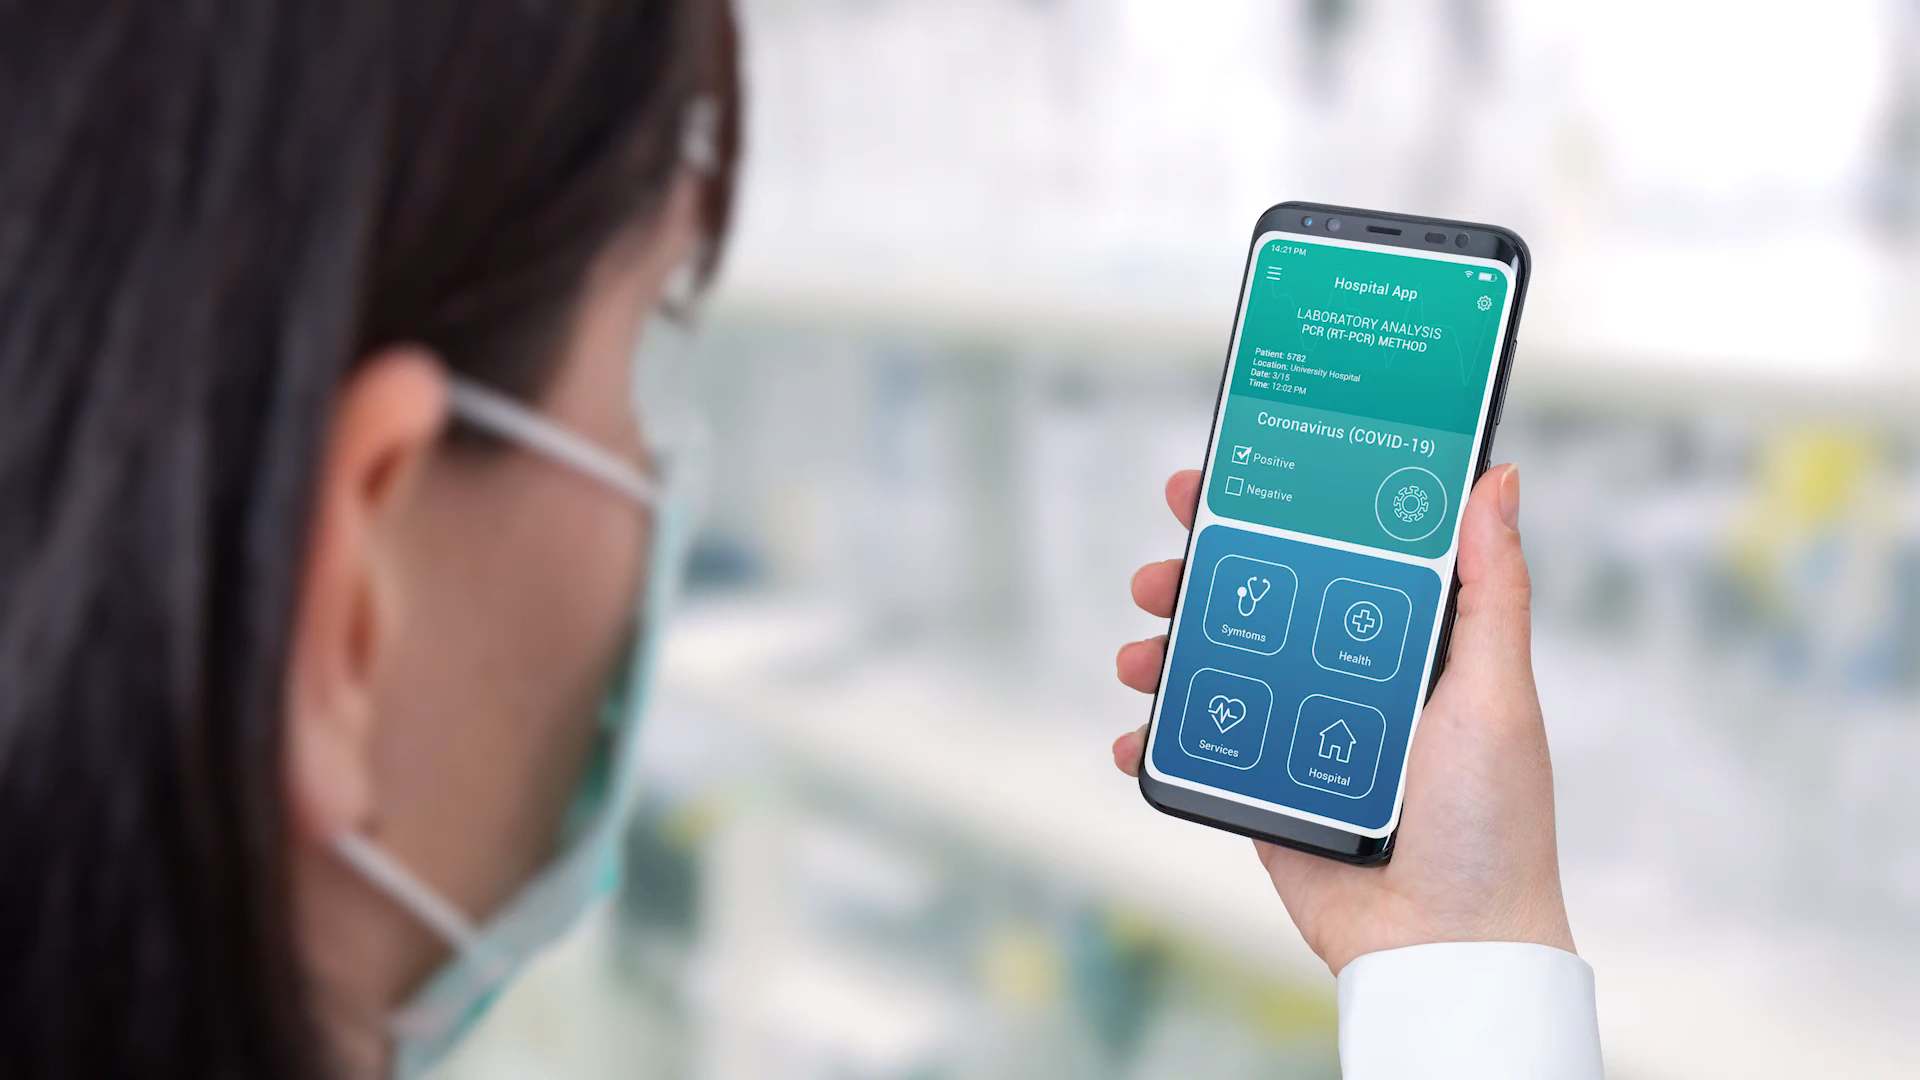 14:21 PM
Hospital App
LABORATORY ANALYSIS
PCR (RT-PCR) METHOD
Patient: 5782
Location: University Hospital
Date: 3/15
Time: 12:02 PM
Coronavirus (COVID-19)
Positive
Negative
Symtoms
Health
Services
Hospital